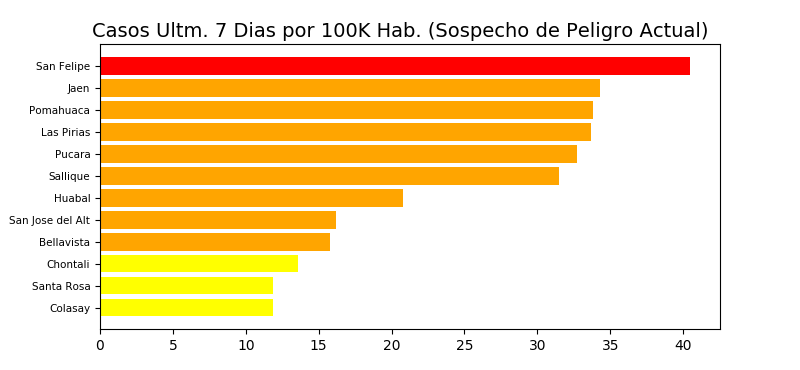 Casos Ultm. 7 Dias por 100K Hab. (Sospecho de Peligro Actual)
San Felipe
Jaen
Pomahuaca
Las Pirias
Pucara
Sallique
Huabal
San Jose del Alt
Bellavista
Chontali
Santa Rosa
Colasay
0 5 10 15 20 25 30 35 40